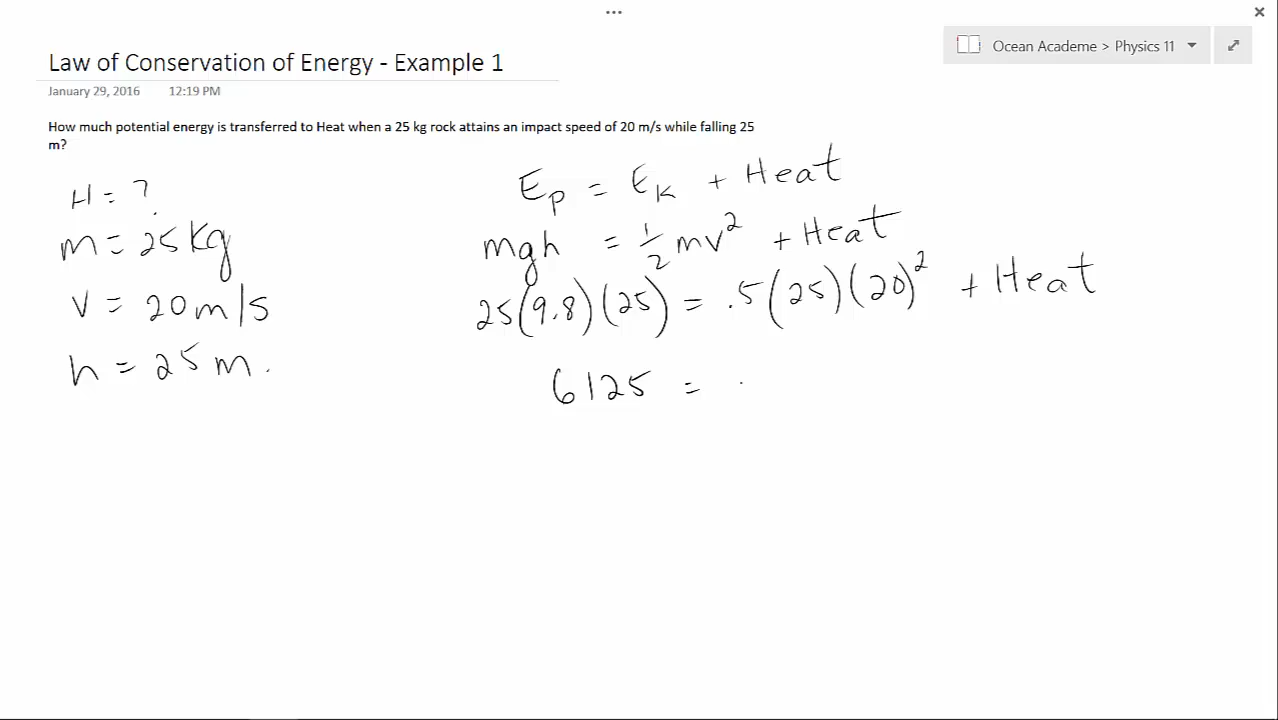 Ocean Academe > Physics 11
Law of Conservation of Energy - Example 1
January 29, 2016 12:19 PM
How much potential energy is transferred to Heat when a 25 kg rock attains an impact speed of 20 m/s while falling 25
m?
H = ?
m = 25 kg
v = 20 m/s
h = 25 m.
Ep = EK + Heat
mgh = 1/2 mv² + Heat
25(9.8)(25) = .5(25)(20)² + Heat
6125 =